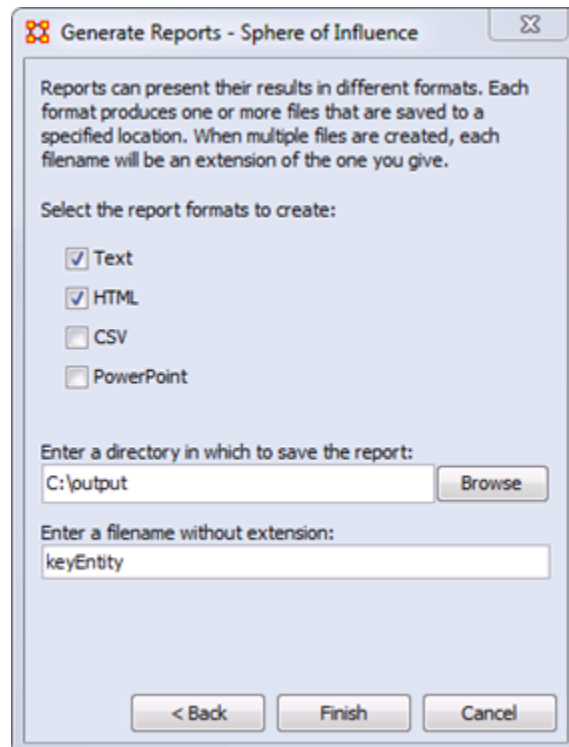 Generate Reports - Sphere of Influence
Reports can present their results in different formats. Each
format produces one or more files that are saved to a
specified location. When multiple files are created, each
filename will be an extension of the one you give.
Select the report formats to create:
Text
HTML
CSV
PowerPoint
Enter a directory in which to save the report:
C:\output
Browse
Enter a filename without extension:
keyEntity
< Back
Finish
Cancel